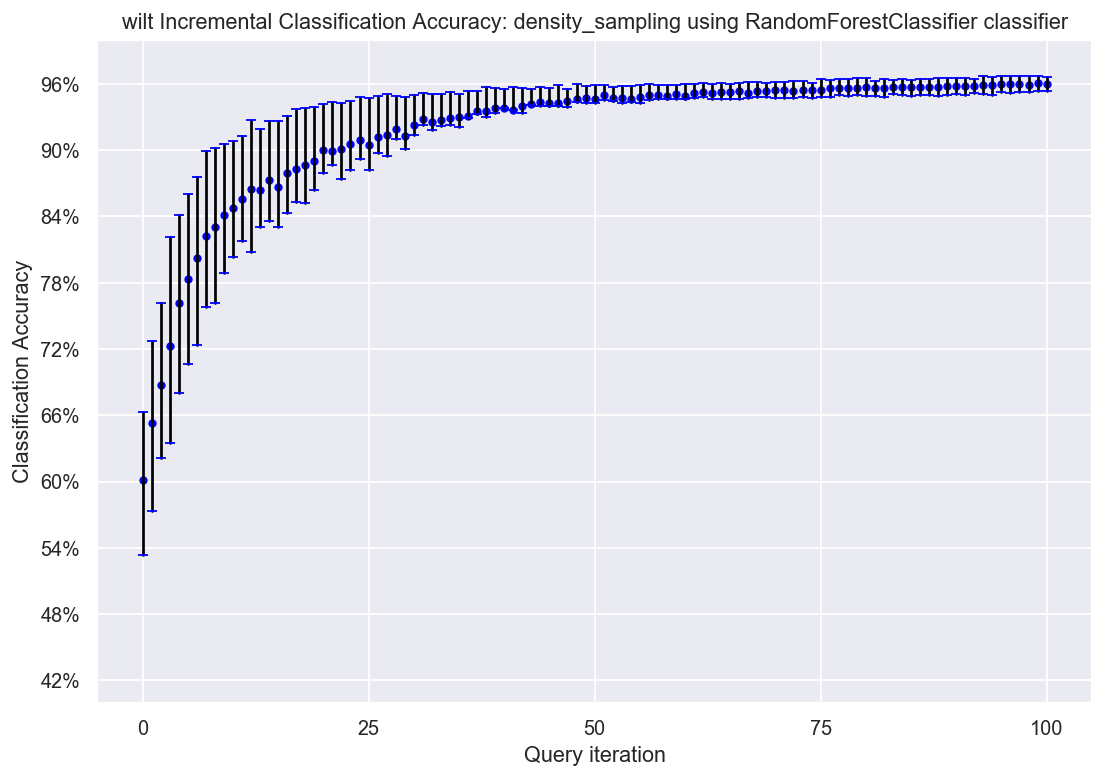 wilt Incremental Classification Accuracy: density_sampling using RandomForestClassifier classifier
96%
90%
84%
78%
72%
66%
60%
54%
48%
42%
Classification Accuracy
0 25 50 75 100
Query iteration